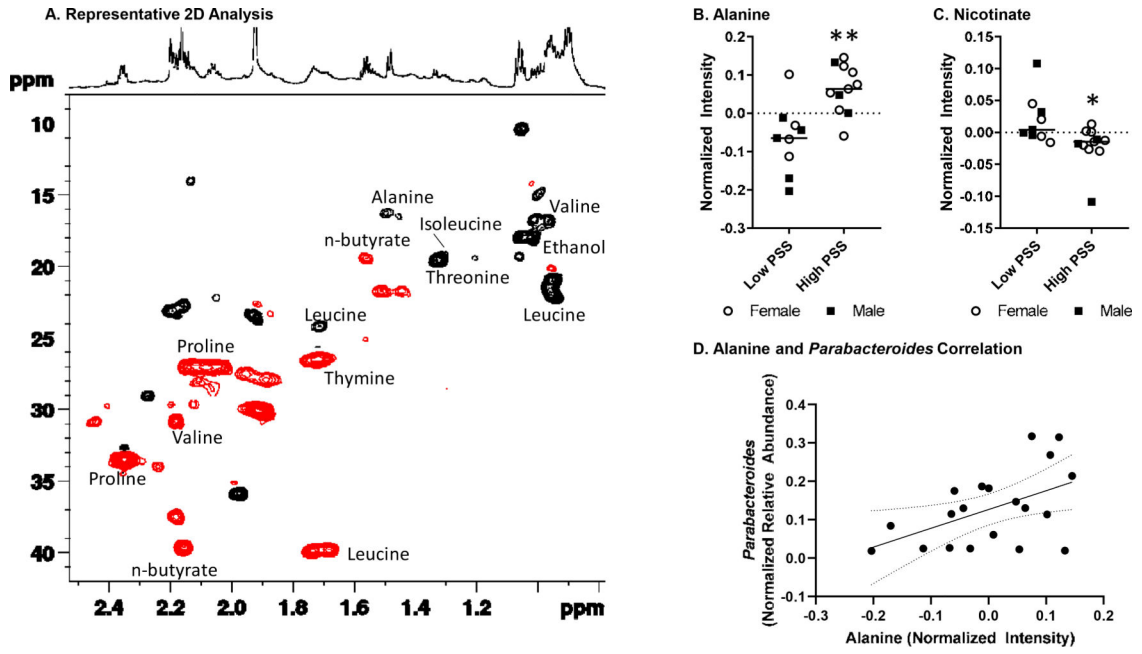 A. Representative 2D Analysis
ppm
10
15
20
25
30
35
40
Alanine
Isoleucine
Valine
n-butyrate
Ethanol
Threonine
Leucine
Leucine
Proline
Thymine
Valine
Proline
Leucine
n-butyrate
2.4 2.2 2.0 1.8 1.6 1.4 1.2 ppm
B. Alanine
Normalized Intensity
0.2
0.1
0.0
-0.1
-0.2
-0.3
**
Low PSS
High PSS
Female Male
C. Nicotinate
Normalized Intensity
0.15
0.10
0.05
0.00
-0.05
-0.10
-0.15
*
Low PSS
High PSS
Female Male
D. Alanine and Parabacteroides Correlation
Parabacteroides
(Normalized Relative Abundance)
0.4
0.3
0.2
0.1
0.0
-0.1
-0.3 -0.2 -0.1 0.0 0.1 0.2
Alanine (Normalized Intensity)